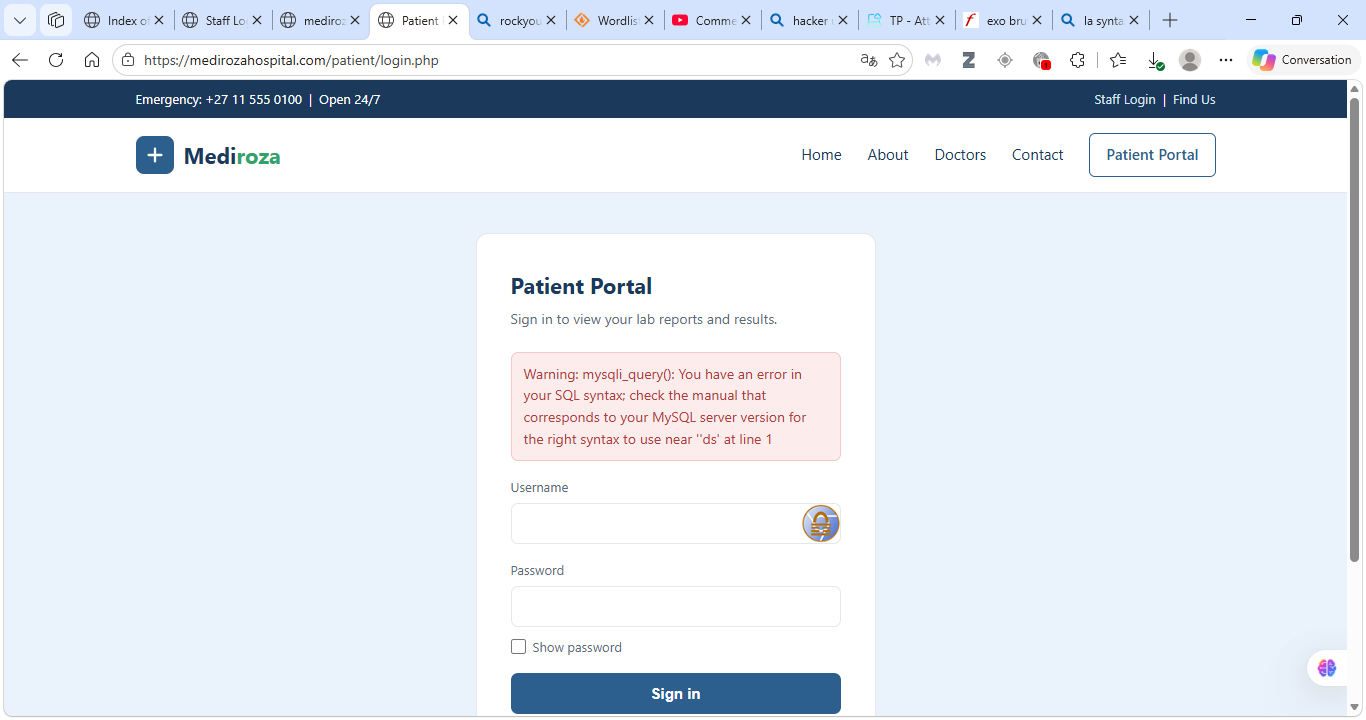 Index of
Staff Lo
mediroz
Patient
rockyou
Wordlis
Comme
hacker
TP - Att
exo bru
la synta
https://medirozahospital.com/patient/login.php
Conversation
Emergency: +27 11 555 0100 | Open 24/7
Staff Login | Find Us
Mediroza
Home About Doctors Contact Patient Portal
Patient Portal
Sign in to view your lab reports and results.
Warning: mysqli_query(): You have an error in
your SQL syntax; check the manual that
corresponds to your MySQL server version for
the right syntax to use near ''ds' at line 1
Username
Password
Show password
Sign in